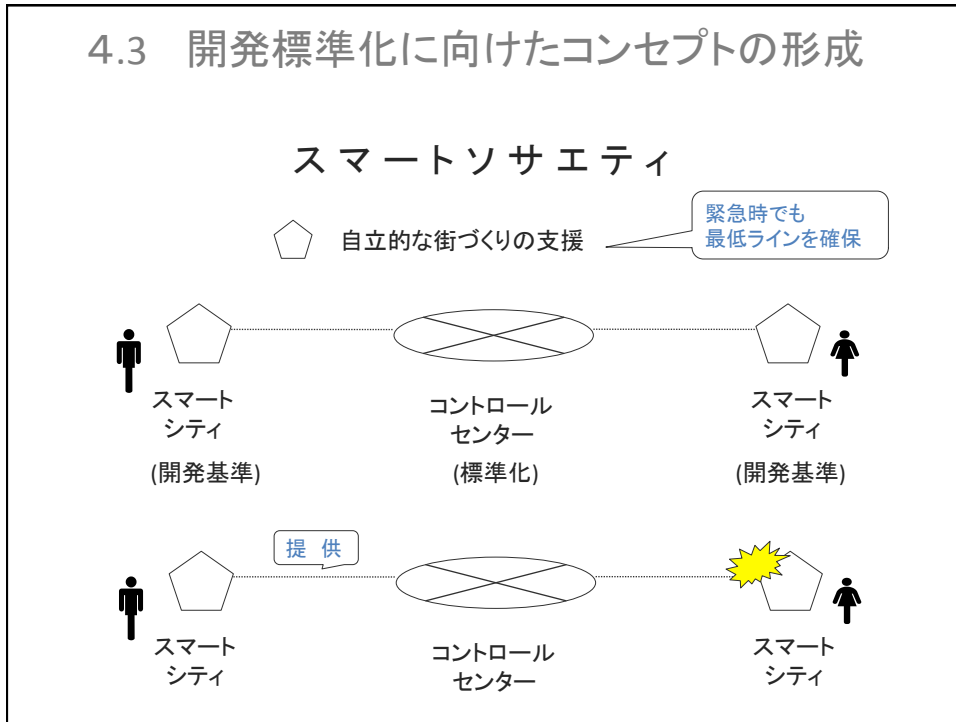 4.3 開発標準化に向けたコンセプトの形成
スマートソサエティ
自立的な街づくりの支援
緊急時でも
最低ラインを確保
スマート
シティ
(開発基準)
コントロール
センター
(標準化)
スマート
シティ
(開発基準)
提 供
スマート
シティ
コントロール
センター
スマート
シティ